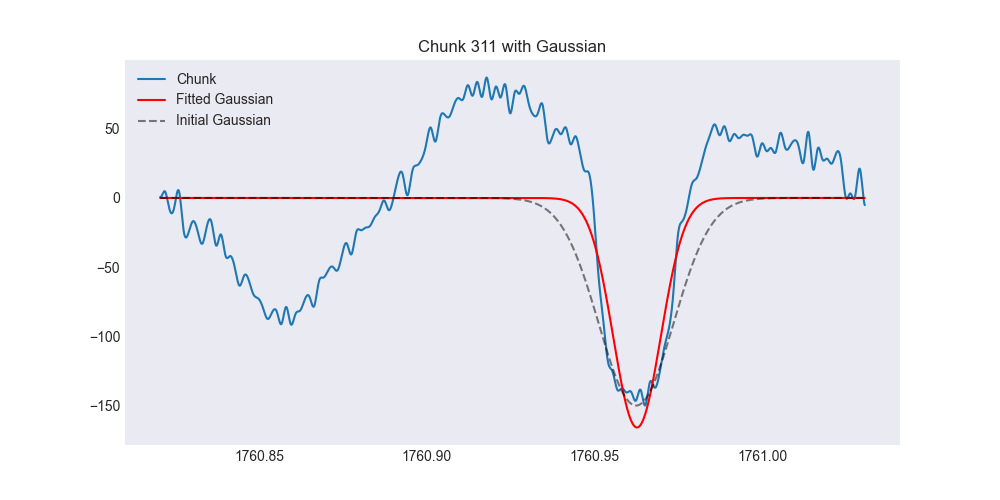 Chunk 311 with Gaussian
Chunk
Fitted Gaussian
Initial Gaussian
50
0
−50
−100
−150
1760.85 1760.90 1760.95 1761.00